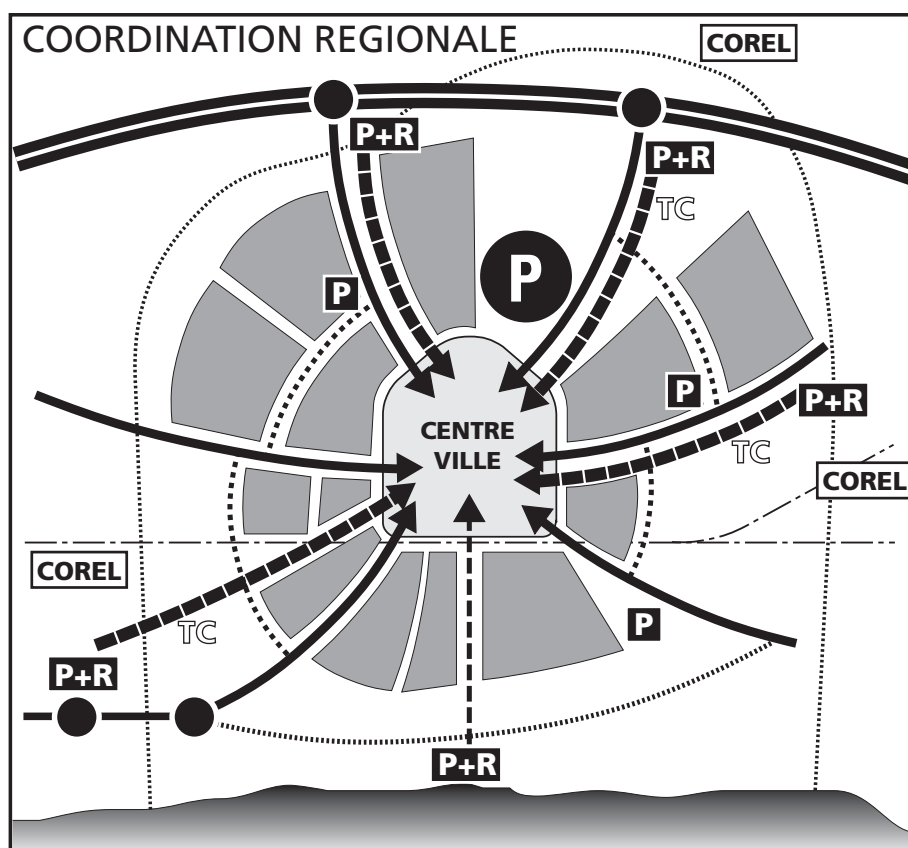 COORDINATION REGIONALE
COREL
P+R
P+R
TC
P
P
P
P+R
CENTRE
VILLE
TC
COREL
COREL
TC
P
P+R
P+R